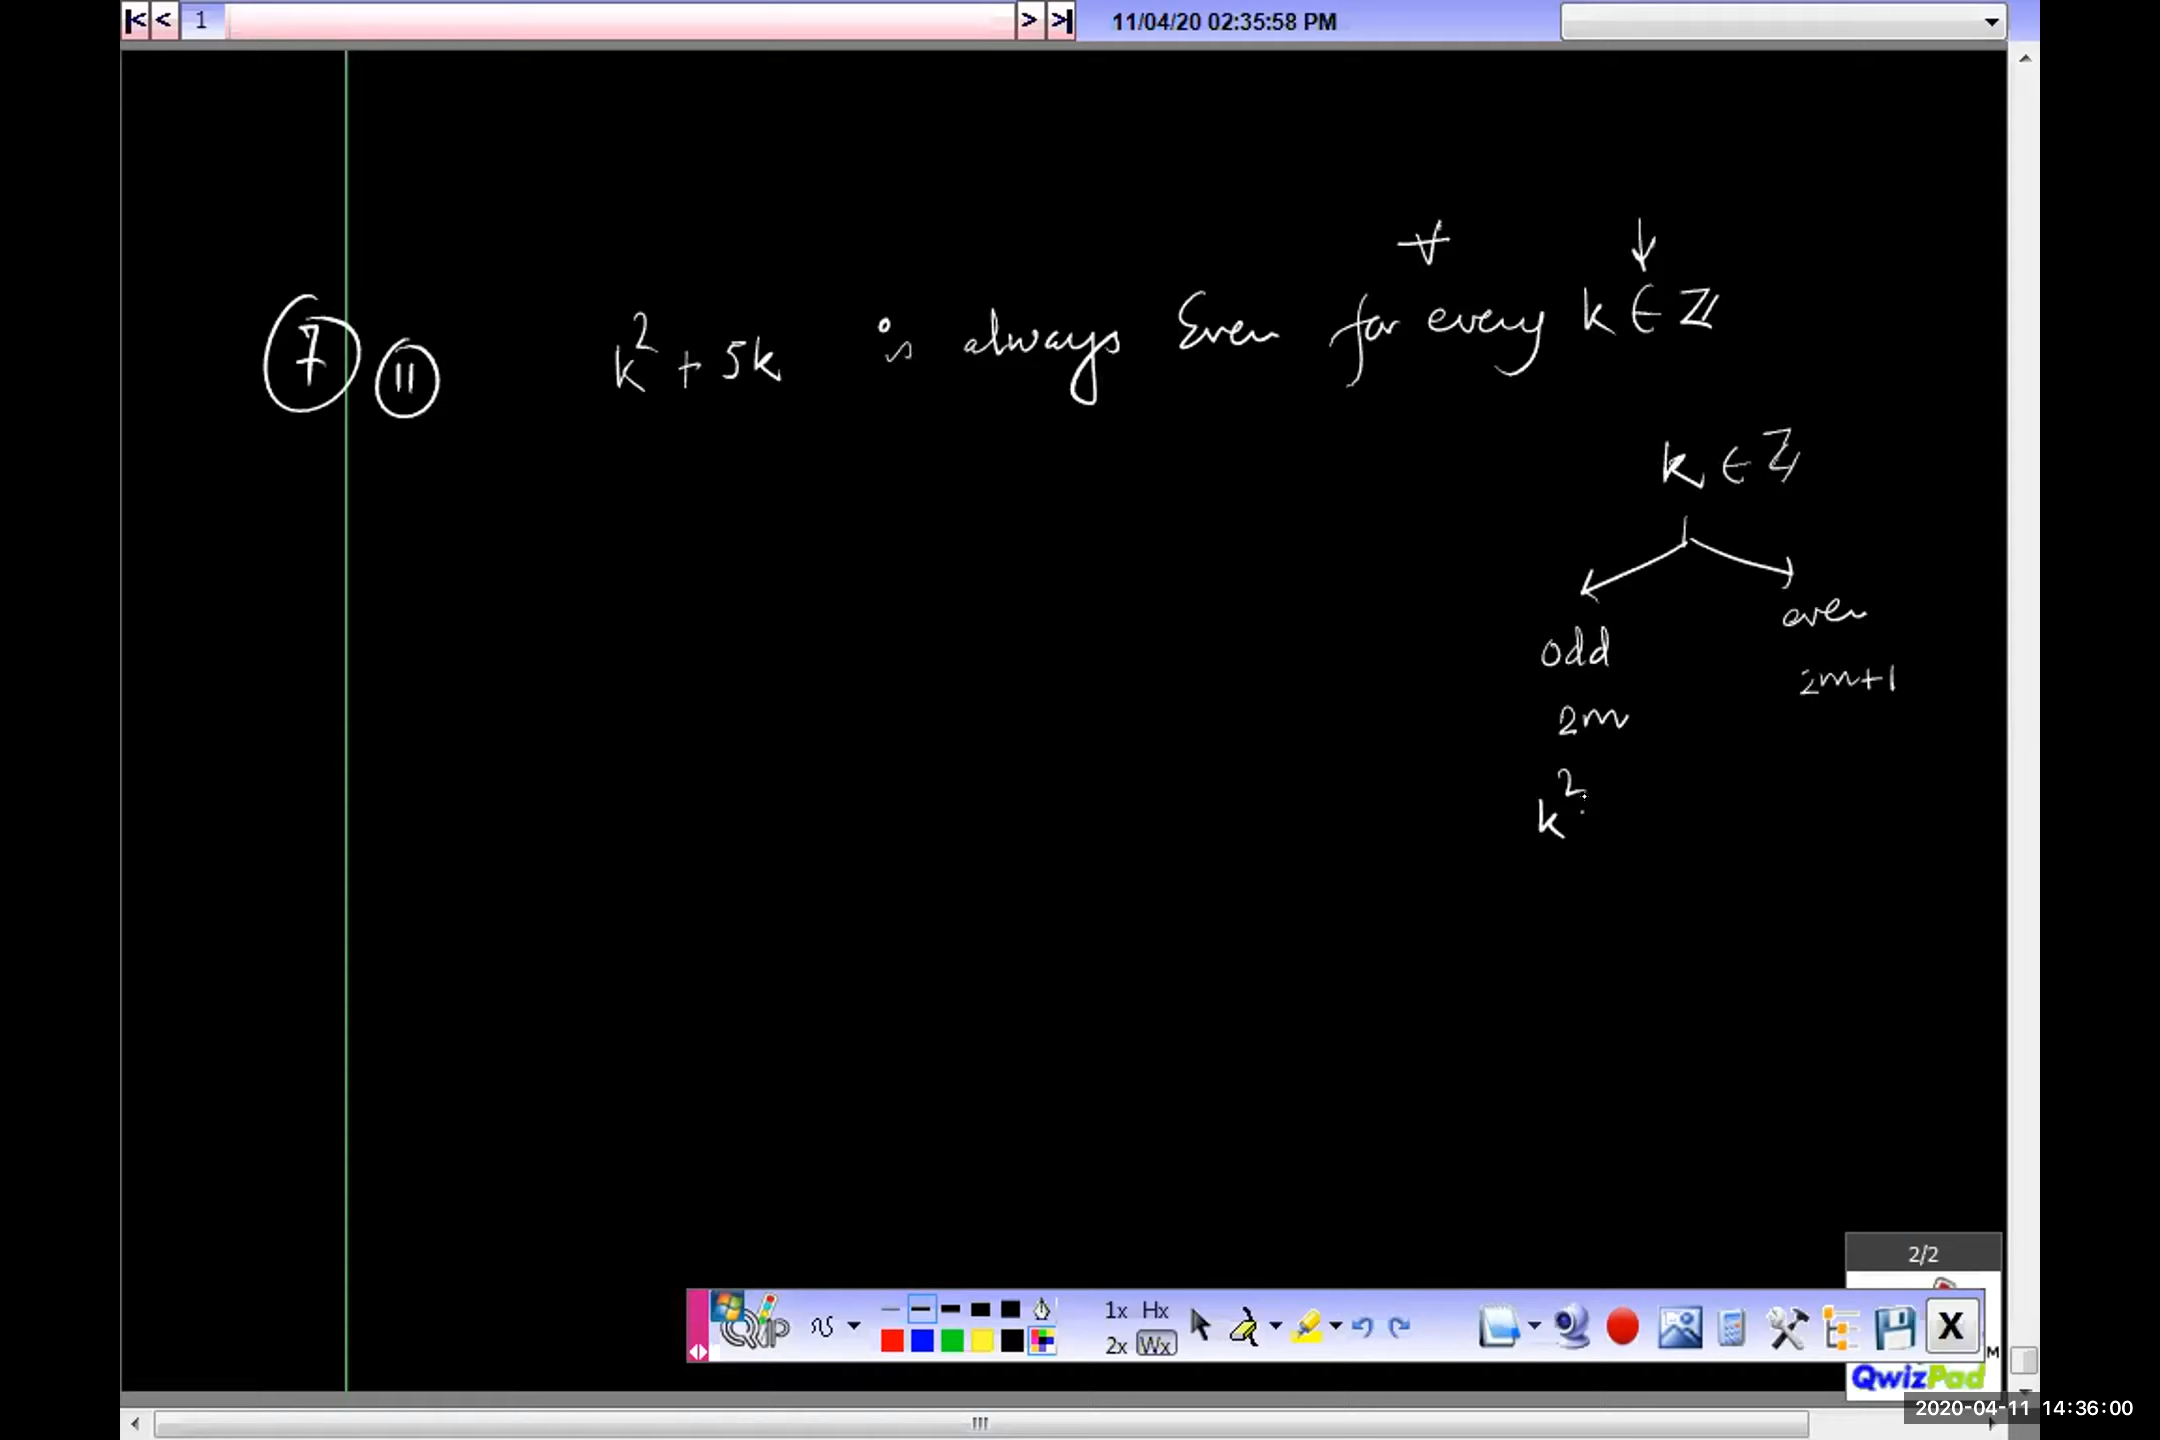 1 11/04/20 02:35:58 PM
∀ ↓
7 11 k² + 5k is always Even for every k ∈ ℤ
k ∈ ℤ
odd even
2m 2m+1
k²
2/2
1x Hx
2x Wx
X
M
QwizPad
2020-04-11 14:36:00